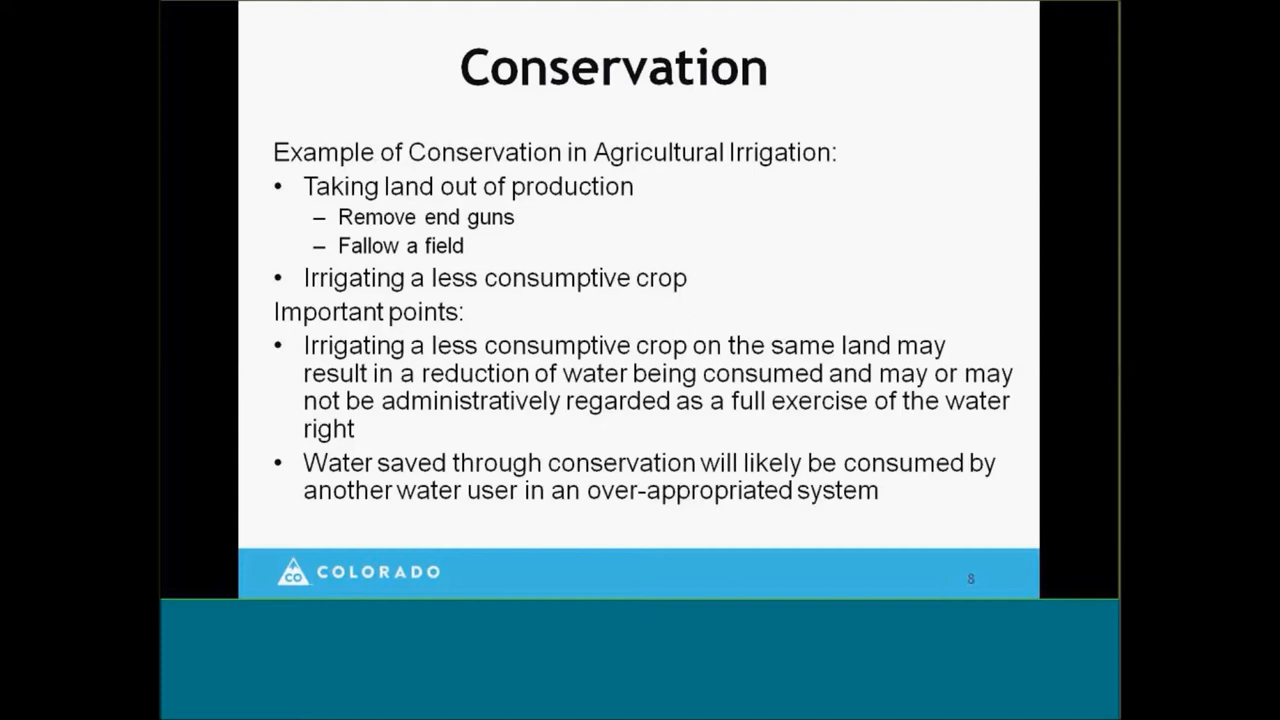 Conservation
Example of Conservation in Agricultural Irrigation:
• Taking land out of production
– Remove end guns
– Fallow a field
• Irrigating a less consumptive crop
Important points:
• Irrigating a less consumptive crop on the same land may
result in a reduction of water being consumed and may or may
not be administratively regarded as a full exercise of the water
right
• Water saved through conservation will likely be consumed by
another water user in an over-appropriated system
CO COLORADO
8